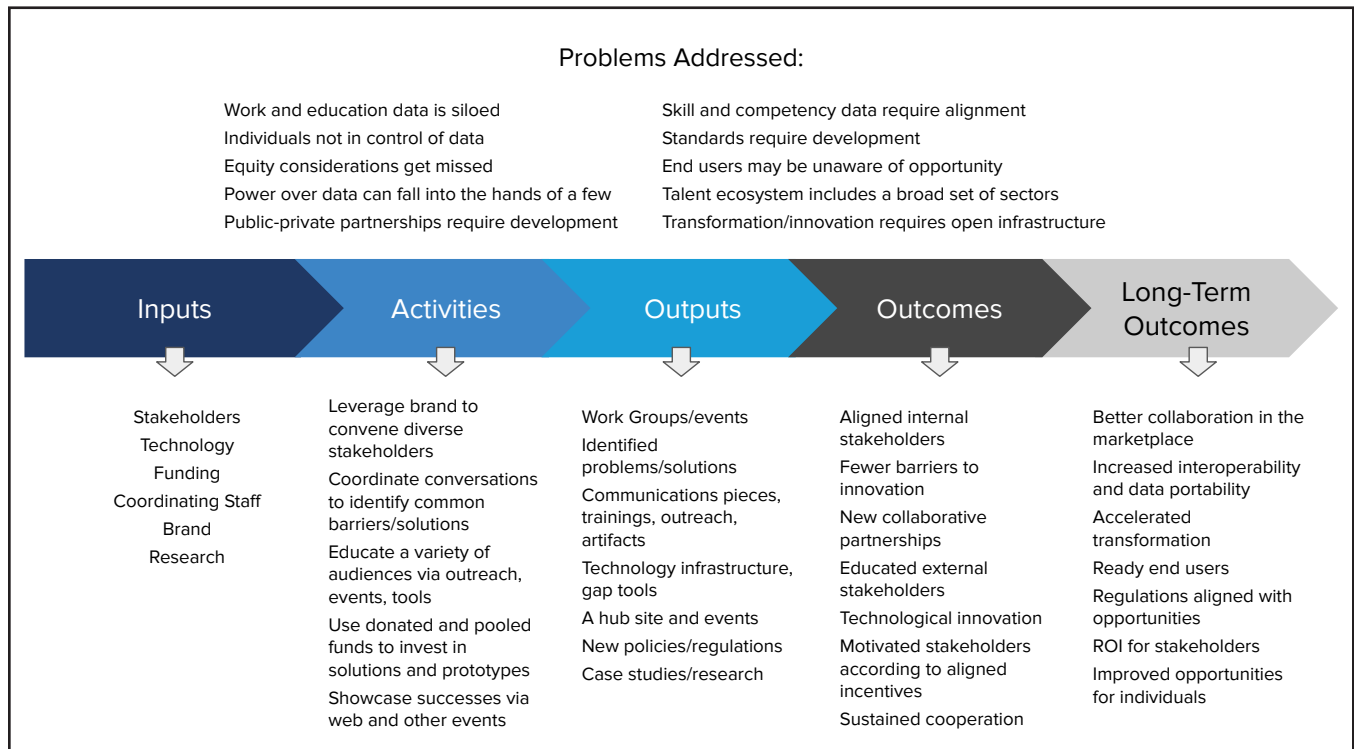 Problems Addressed:
Work and education data is siloed
Individuals not in control of data
Equity considerations get missed
Power over data can fall into the hands of a few
Public-private partnerships require development
Skill and competency data require alignment
Standards require development
End users may be unaware of opportunity
Talent ecosystem includes a broad set of sectors
Transformation/innovation requires open infrastructure
Inputs
Activities
Outputs
Outcomes
Long-Term
Outcomes
Stakeholders
Technology
Funding
Coordinating Staff
Brand
Research
Leverage brand to
convene diverse
stakeholders
Coordinate conversations
to identify common
barriers/solutions
Educate a variety of
audiences via outreach,
events, tools
Use donated and pooled
funds to invest in
solutions and prototypes
Showcase successes via
web and other events
Work Groups/events
Identified
problems/solutions
Communications pieces,
trainings, outreach,
artifacts
Technology infrastructure,
gap tools
A hub site and events
New policies/regulations
Case studies/research
Aligned internal
stakeholders
Fewer barriers to
innovation
New collaborative
partnerships
Educated external
stakeholders
Technological innovation
Motivated stakeholders
according to aligned
incentives
Sustained cooperation
Better collaboration in the
marketplace
Increased interoperability
and data portability
Accelerated
transformation
Ready end users
Regulations aligned with
opportunities
ROI for stakeholders
Improved opportunities
for individuals